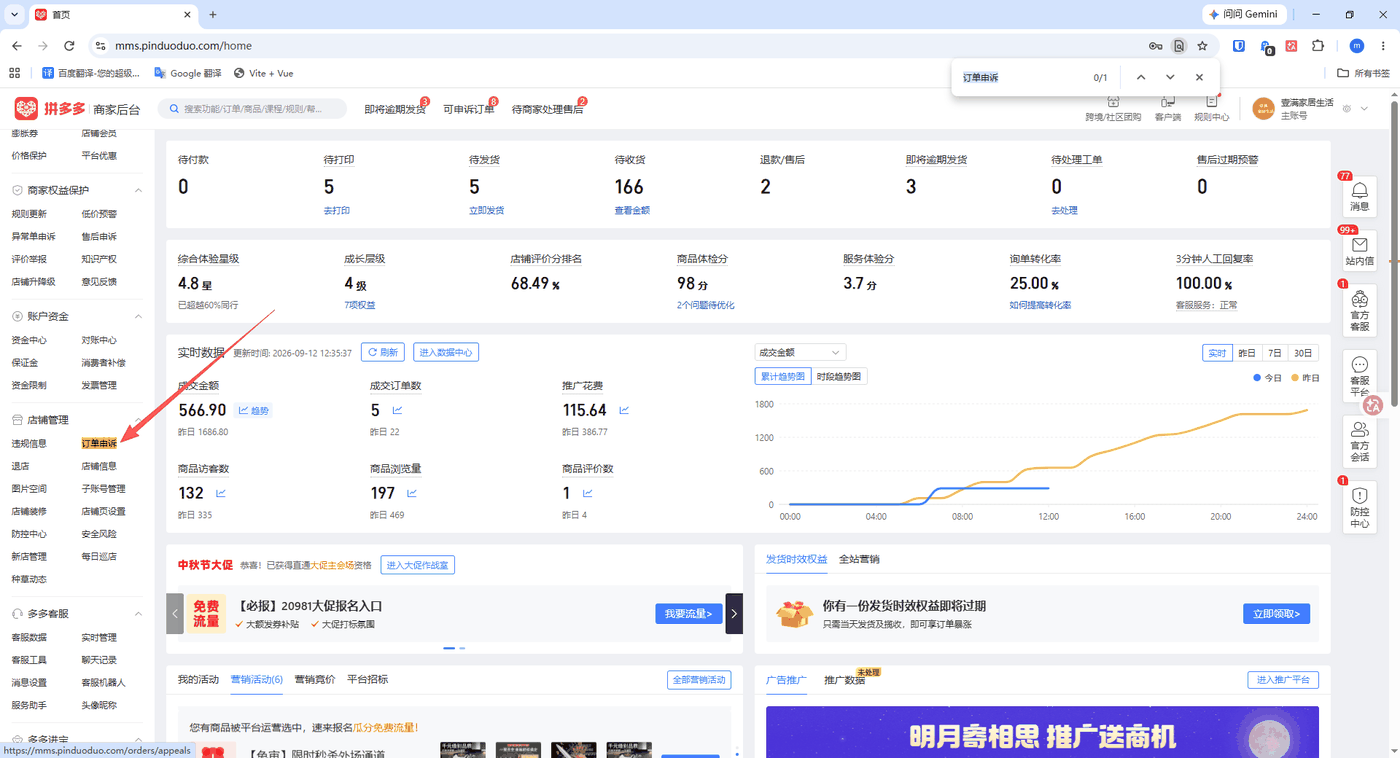 首页
问问 Gemini
mms.pinduoduo.com/home
百度翻译-您的超级...
Google 翻译
Vite + Vue
所有书签
订单申诉
0/1
拼多多 商家后台
搜索功能/订单/商品/课程/规则/帮...
即将逾期发货 3
可申诉订单 8
待商家处理售后 2
跨境/社区团购
客户端
规则中心
壹满家居生活
主账号
膨胀券 店铺会员
价格保护 平台优惠
商家权益保护
规则更新 低价预警
异常单申诉 售后申诉
评价举报 知识产权
店铺升降级 意见反馈
账户资金
资金中心 对账中心
保证金 消费者补偿
资金限制 发票管理
店铺管理
违规信息 订单申诉
退店 店铺信息
图片空间 子账号管理
店铺装修 店铺页设置
防控中心 安全风险
新店管理 每日巡店
种草动态
多多客服
客服数据 实时管理
客服工具 聊天记录
消息设置 客服机器人
服务助手 头像昵称
多多进宝
https://mms.pinduoduo.com/orders/appeals
待付款 待打印 待发货 待收货 退款/售后 即将逾期发货 待处理工单 售后过期预警
0 5 5 166 2 3 0 0
去打印 立即发货 查看金额 去处理
综合体验星级 成长层级 店铺评价分排名 商品体检分 服务体验分 询单转化率 3分钟人工回复率
4.8 星 4 级 68.49 % 98 分 3.7 分 25.00 % 100.00 %
已超越60%同行 7项权益 2个问题待优化 如何提高转化率 客服服务：正常
实时数据 更新时间: 2026-09-12 12:35:37 刷新 进入数据中心
成交金额 成交订单数 推广花费
566.90 趋势 5 115.64
昨日 1686.80 昨日 22 昨日 386.77
商品访客数 商品浏览量 商品评价数
132 197 1
昨日 335 昨日 469 昨日 4
成交金额
实时 昨日 7日 30日
累计趋势图 时段趋势图
今日 昨日
1800
1200
600
0
00:00 04:00 08:00 12:00 16:00 20:00 24:00
中秋节大促 恭喜！已获得直通大促主会场资格 进入大促作战室
免费
流量
【必报】20981大促报名入口
大额发券补贴 大促打标氛围
我要流量>
发货时效权益 全站营销
你有一份发货时效权益即将过期
只需当天发货及揽收，即可享订单暴涨
立即领取>
我的活动 营销活动(6) 营销竞价 平台招标 全部营销活动
您有商品被平台运营选中，速来报名瓜分免费流量！
【免审】限时秒杀外场通道
广告推广 推广数据 未处理 进入推广平台
明月寄相思 推广送商机
77
消息
99+
站内信
1
官方
客服
客服
平台
官方
会话
1
防控
中心